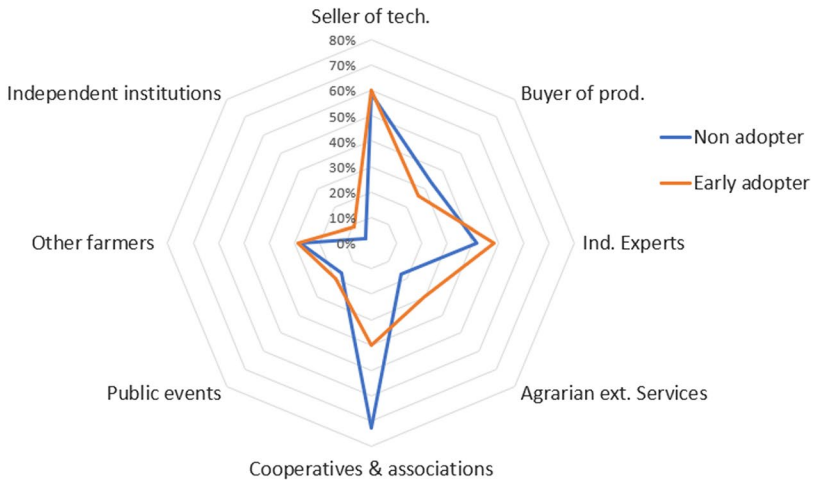 Seller of tech.
80%
70%
60%
50%
40%
30%
20%
10%
0%
Independent institutions
Buyer of prod.
Non adopter
Early adopter
Other farmers
Ind. Experts
Public events
Agrarian ext. Services
Cooperatives & associations